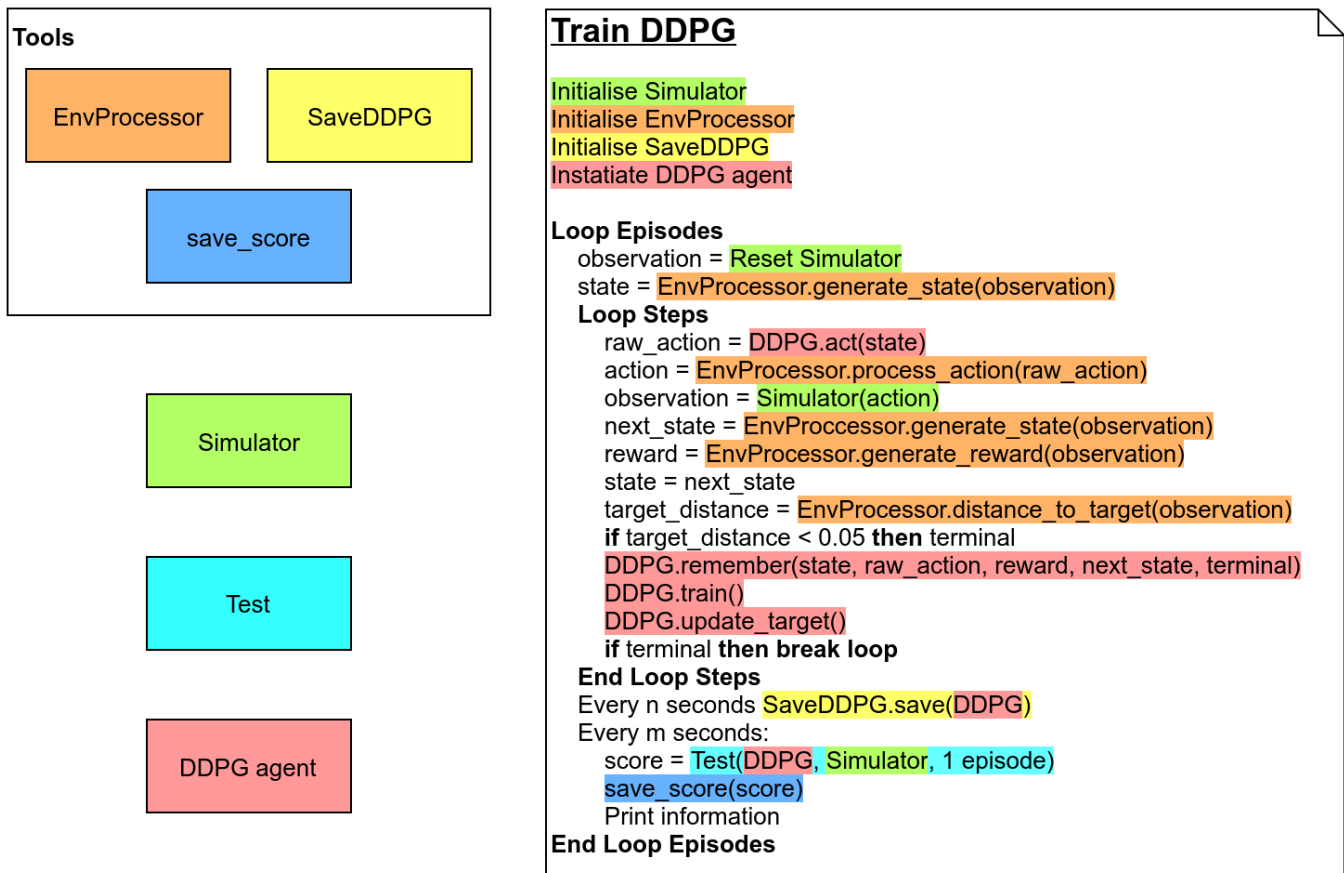 Tools
EnvProcessor
SaveDDPG
save_score
Simulator
Test
DDPG agent
Train DDPG
Initialise Simulator
Initialise EnvProcessor
Initialise SaveDDPG
Instatiate DDPG agent
Loop Episodes
observation = Reset Simulator
state = EnvProcessor.generate_state(observation)
Loop Steps
raw_action = DDPG.act(state)
action = EnvProcessor.process_action(raw_action)
observation = Simulator(action)
next_state = EnvProccessor.generate_state(observation)
reward = EnvProcessor.generate_reward(observation)
state = next_state
target_distance = EnvProcessor.distance_to_target(observation)
if target_distance < 0.05 then terminal
DDPG.remember(state, raw_action, reward, next_state, terminal)
DDPG.train()
DDPG.update_target()
if terminal then break loop
End Loop Steps
Every n seconds SaveDDPG.save(DDPG)
Every m seconds:
score = Test(DDPG, Simulator, 1 episode)
save_score(score)
Print information
End Loop Episodes